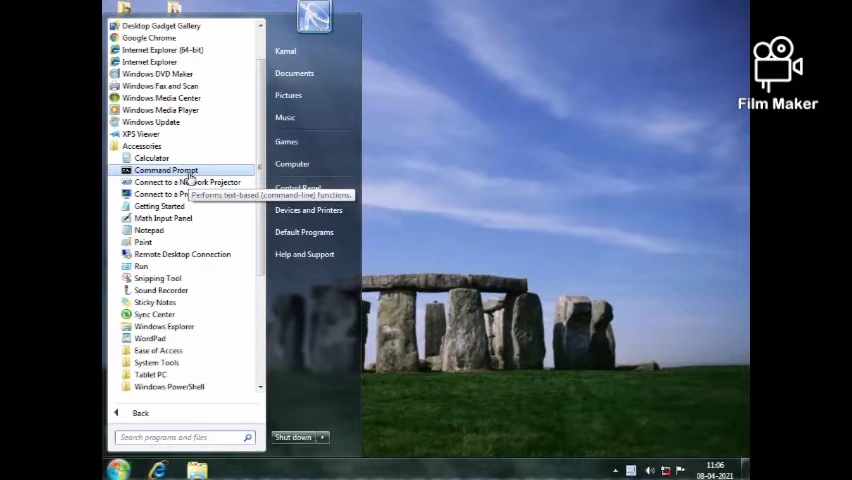 Desktop Gadget Gallery
Google Chrome
Internet Explorer (64-bit)
Internet Explorer
Windows DVD Maker
Windows Fax and Scan
Windows Media Center
Windows Media Player
Windows Update
XPS Viewer
Accessories
Calculator
Command Prompt
Connect to a Network Projector
Connect to a Pr
Performs text-based (command-line) functions.
Getting Started
Math Input Panel
Notepad
Paint
Remote Desktop Connection
Run
Snipping Tool
Sound Recorder
Sticky Notes
Sync Center
Windows Explorer
WordPad
Ease of Access
System Tools
Tablet PC
Windows PowerShell
Back
Search programs and files
Kamal
Documents
Pictures
Music
Games
Computer
Control Panel
Devices and Printers
Default Programs
Help and Support
Shut down
Film Maker
11:06
08-04-2021